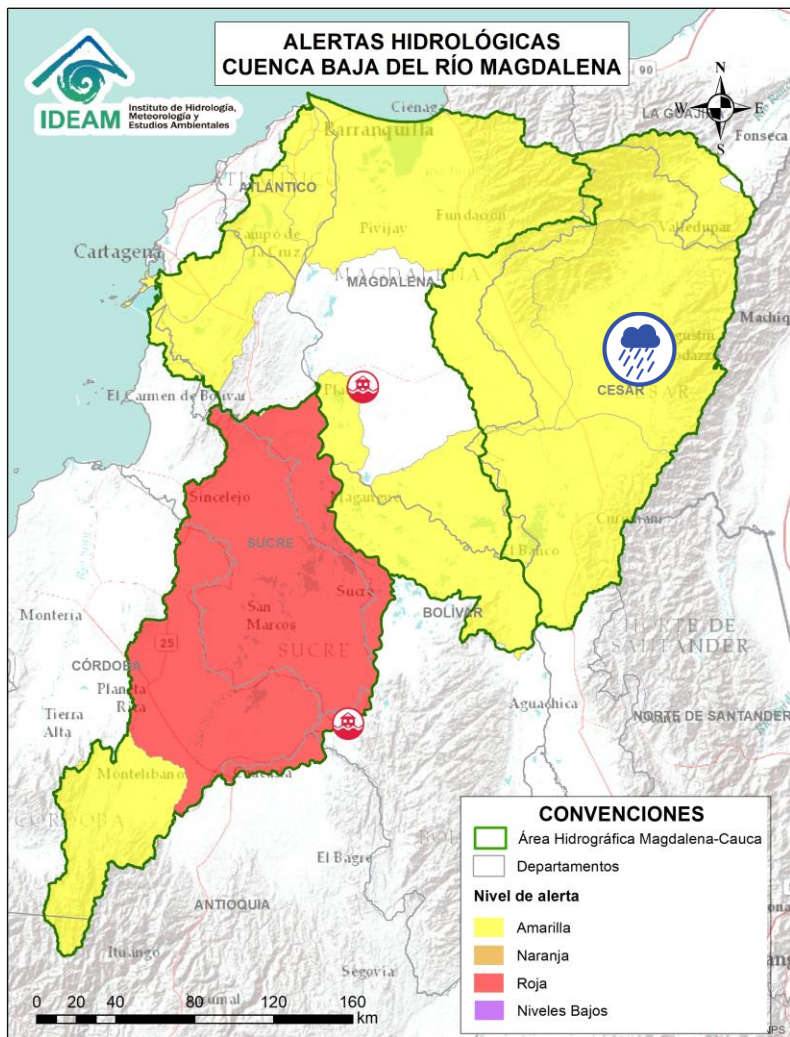 ALERTAS HIDROLÓGICAS
CUENCA BAJA DEL RÍO MAGDALENA
IDEAM
Instituto de Hidrología,
Meteorología y
Estudios Ambientales
N
W E
S
90
Ciénaga
LA GUAJIRA
Fonseca
Barranquilla
ATLÁNTICO
Fundación
Pivijay
Valledupar
Campo de
la Cruz
Cartagena
MAGDALENA
MAGDALENA
CESAR
El Carmen de Bolívar
Sincelejo
Magangué
SUCRE
El Banco
Sucre
BOLÍVAR
San
Marcos
SUCRE
Montería
25
CÓRDOBA
Planeta
Rica
Tierra
Alta
NORTE DE
SANTANDER
Aguachica
NORTE DE SANTANDER
Montelíbano
El Bagre
ANTIOQUIA
Ituango
Segovia
CONVENCIONES
Área Hidrográfica Magdalena-Cauca
Departamentos
Nivel de alerta
Amarilla
Naranja
Roja
Niveles Bajos
0 20 40 80 120 160
km